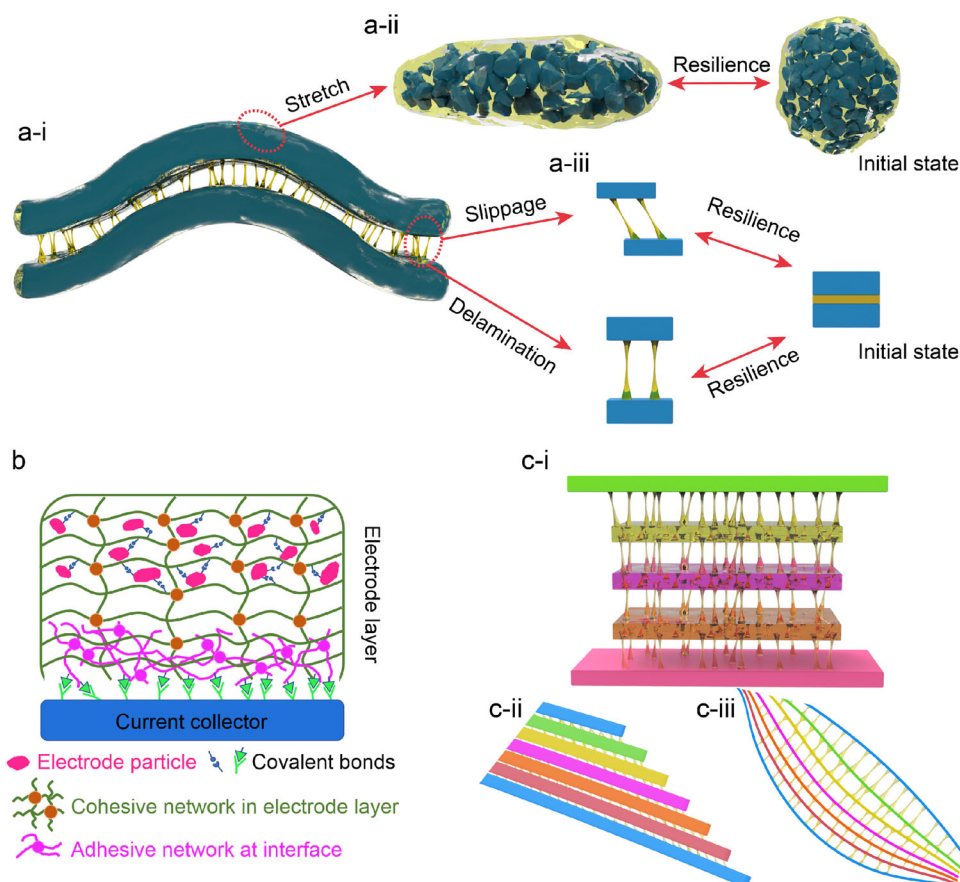 a-ii
Stretch
Resilience
a-i
Initial state
a-iii
Slippage
Resilience
Delamination
Resilience
Initial state
b
Electrode layer
Current collector
Electrode particle
Covalent bonds
Cohesive network in electrode layer
Adhesive network at interface
c-i
c-ii
c-iii